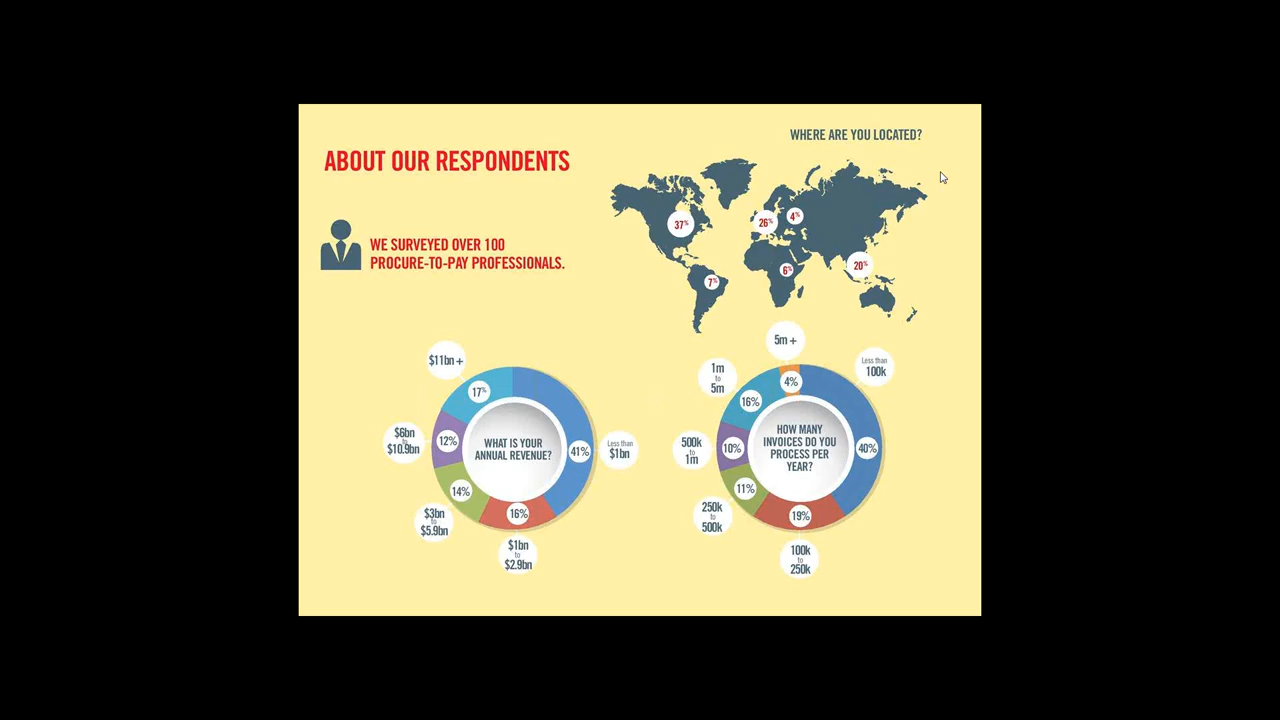 WHERE ARE YOU LOCATED?
ABOUT OUR RESPONDENTS
WE SURVEYED OVER 100
PROCURE-TO-PAY PROFESSIONALS.
37%
26%
4%
20%
6%
7%
$11bn +
17%
$6bn
to
$10.9bn
12%
WHAT IS YOUR
ANNUAL REVENUE?
41%
Less than
$1bn
14%
$3bn
to
$5.9bn
16%
$1bn
to
$2.9bn
5m +
4%
1m
to
5m
16%
Less than
100k
500k
to
1m
10%
HOW MANY
INVOICES DO YOU
PROCESS PER
YEAR?
40%
11%
250k
to
500k
19%
100k
to
250k